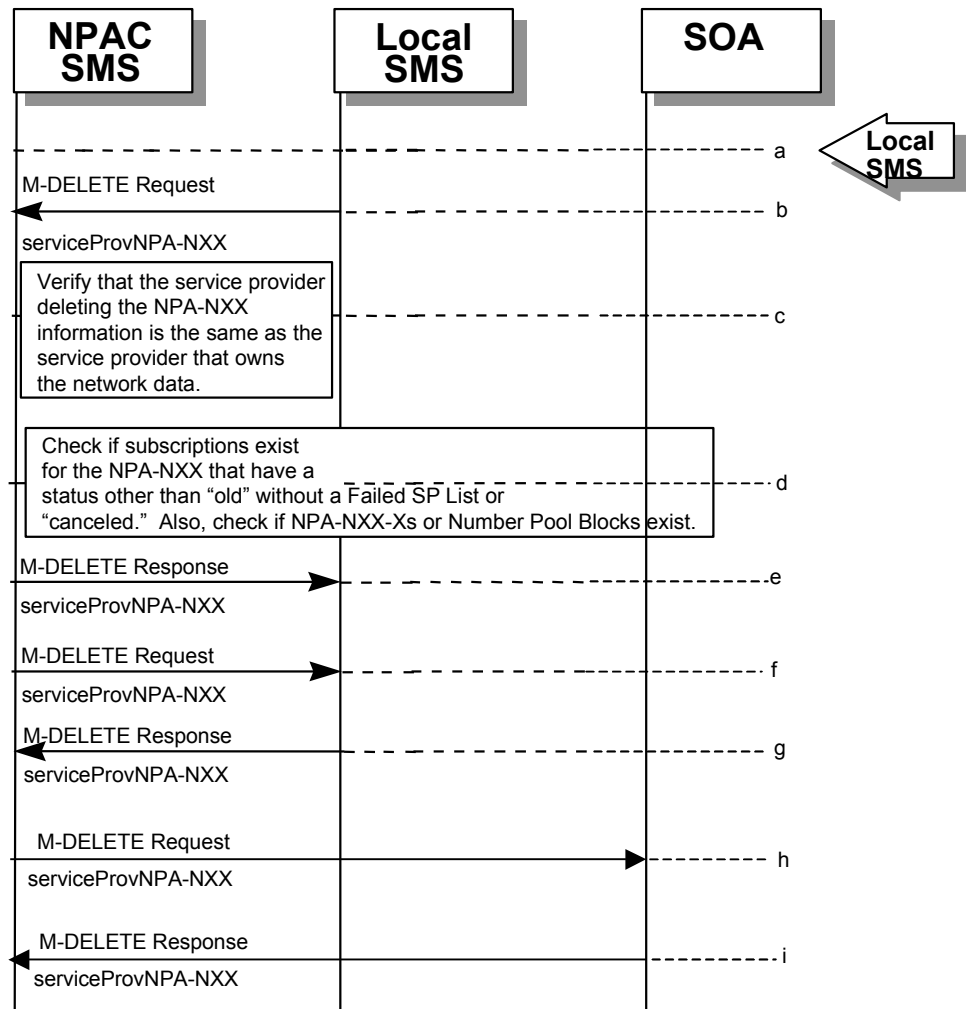 NPAC
SMS
Local
SMS
SOA
a
Local
SMS
M-DELETE Request
b
serviceProvNPA-NXX
Verify that the service provider
deleting the NPA-NXX
information is the same as the
service provider that owns
the network data.
c
Check if subscriptions exist
for the NPA-NXX that have a
status other than “old” without a Failed SP List or
“canceled.” Also, check if NPA-NXX-Xs or Number Pool Blocks exist.
d
M-DELETE Response
e
serviceProvNPA-NXX
M-DELETE Request
f
serviceProvNPA-NXX
M-DELETE Response
g
serviceProvNPA-NXX
M-DELETE Request
h
serviceProvNPA-NXX
M-DELETE Response
i
serviceProvNPA-NXX